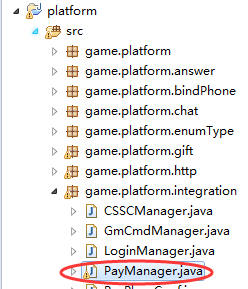 platform
src
game.platform
game.platform.answer
game.platform.bindPhone
game.platform.chat
game.platform.enumType
game.platform.gift
game.platform.http
game.platform.integration
CSSCManager.java
GmCmdManager.java
LoginManager.java
PayManager.java